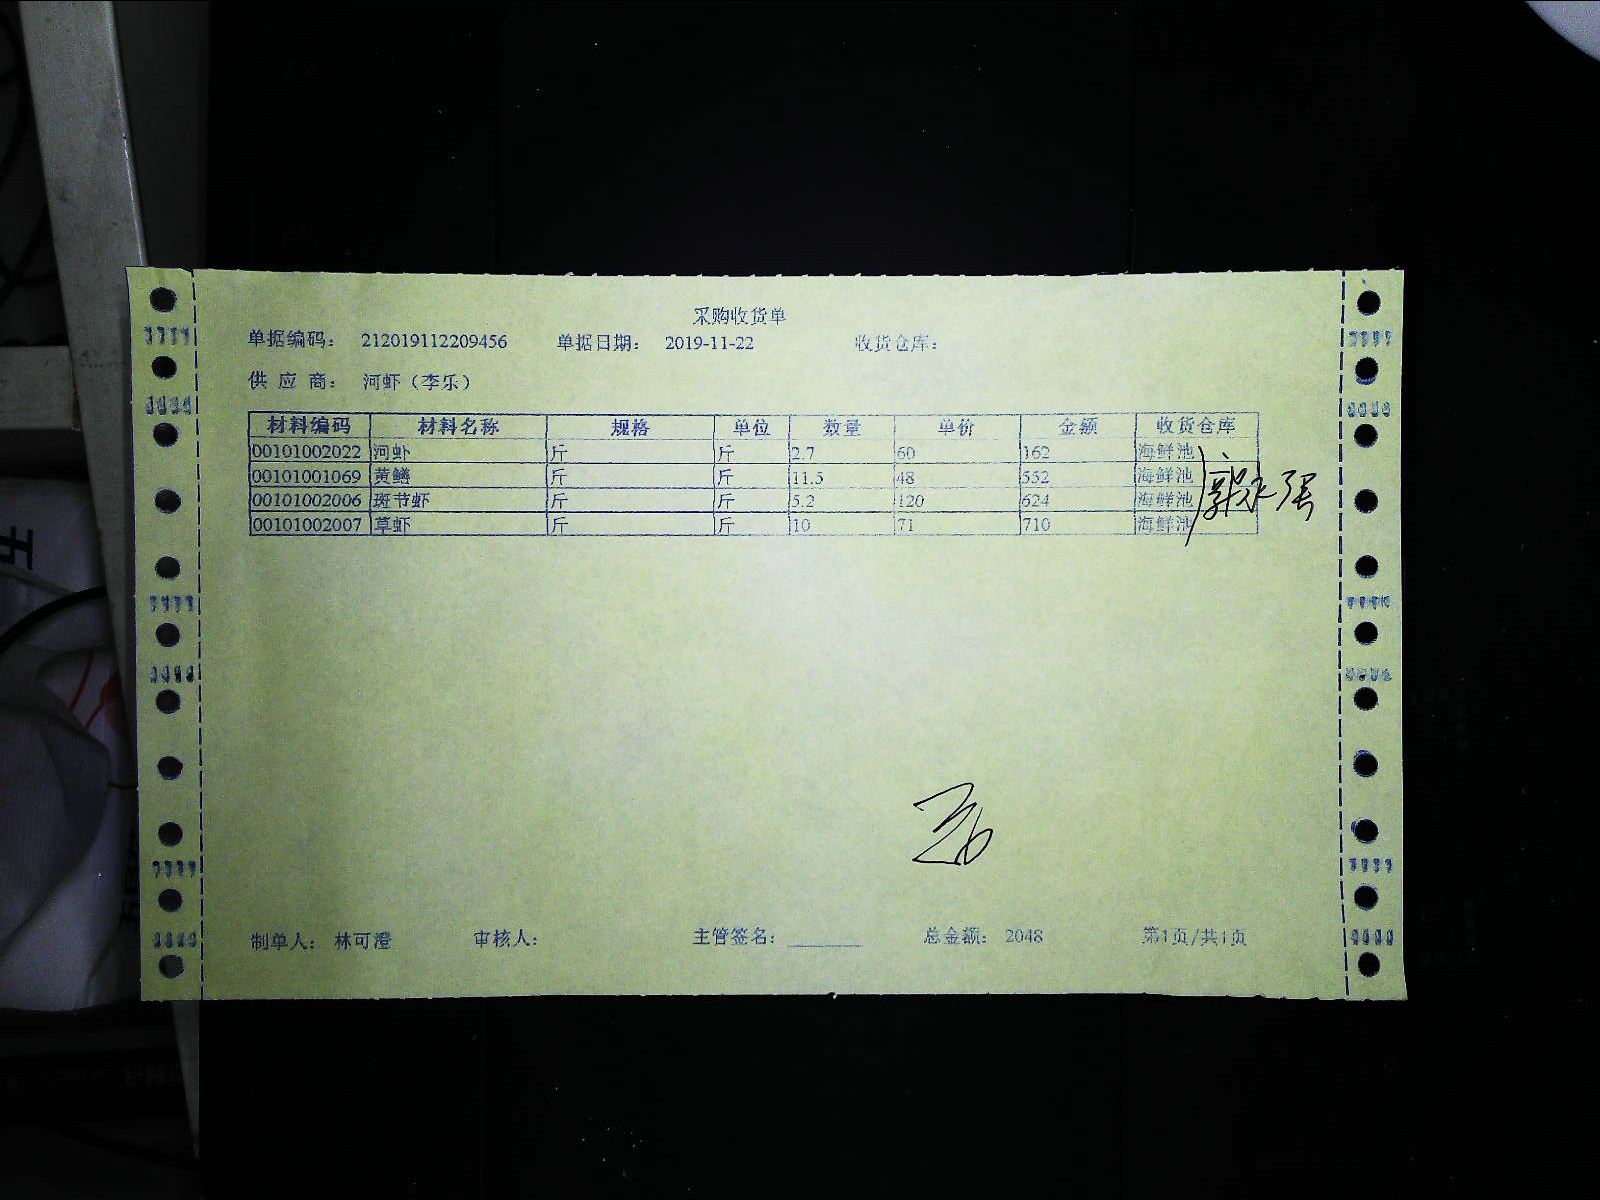 采购收货单
单据编码： 212019112209456 单据日期： 2019-11-22 收货仓库：
供 应 商： 河虾（李乐）
材料编码 材料名称 规格 单位 数量 单价 金额 收货仓库
00101002022 河虾 斤 斤 2.7 60 162 海鲜池
00101001069 黄鳝 斤 斤 11.5 48 552 海鲜池
00101002006 斑节虾 斤 斤 5.2 120 624 海鲜池
00101002007 草虾 斤 斤 10 71 710 海鲜池
制单人： 林可澄 审核人： 主管签名： 总金额： 2048 第1页/共1页